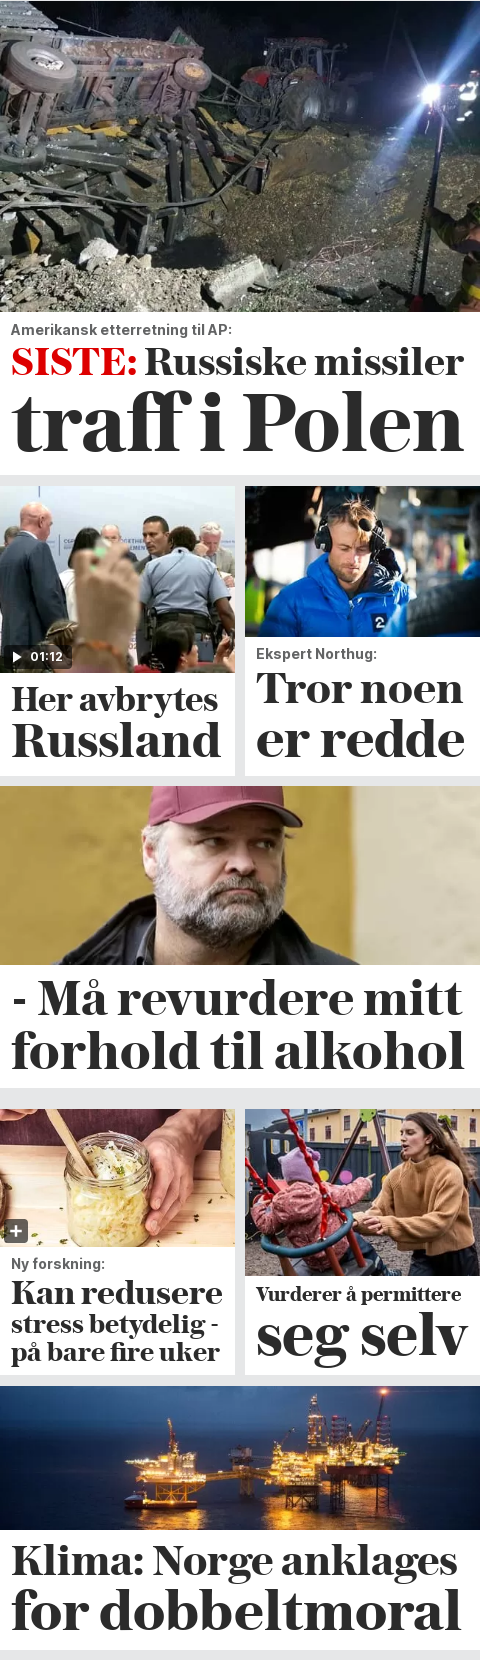 Amerikansk etterretning til AP:
SISTE: Russiske missiler
traff i Polen
01:12
Her avbrytes
Russland
2
Ekspert Northug:
Tror noen
er redde
- Må revurdere mitt
forhold til alkohol
Ny forskning:
Kan redusere
stress betydelig -
på bare fire uker
Vurderer å permittere
seg selv
Klima: Norge anklages
for dobbeltmoral